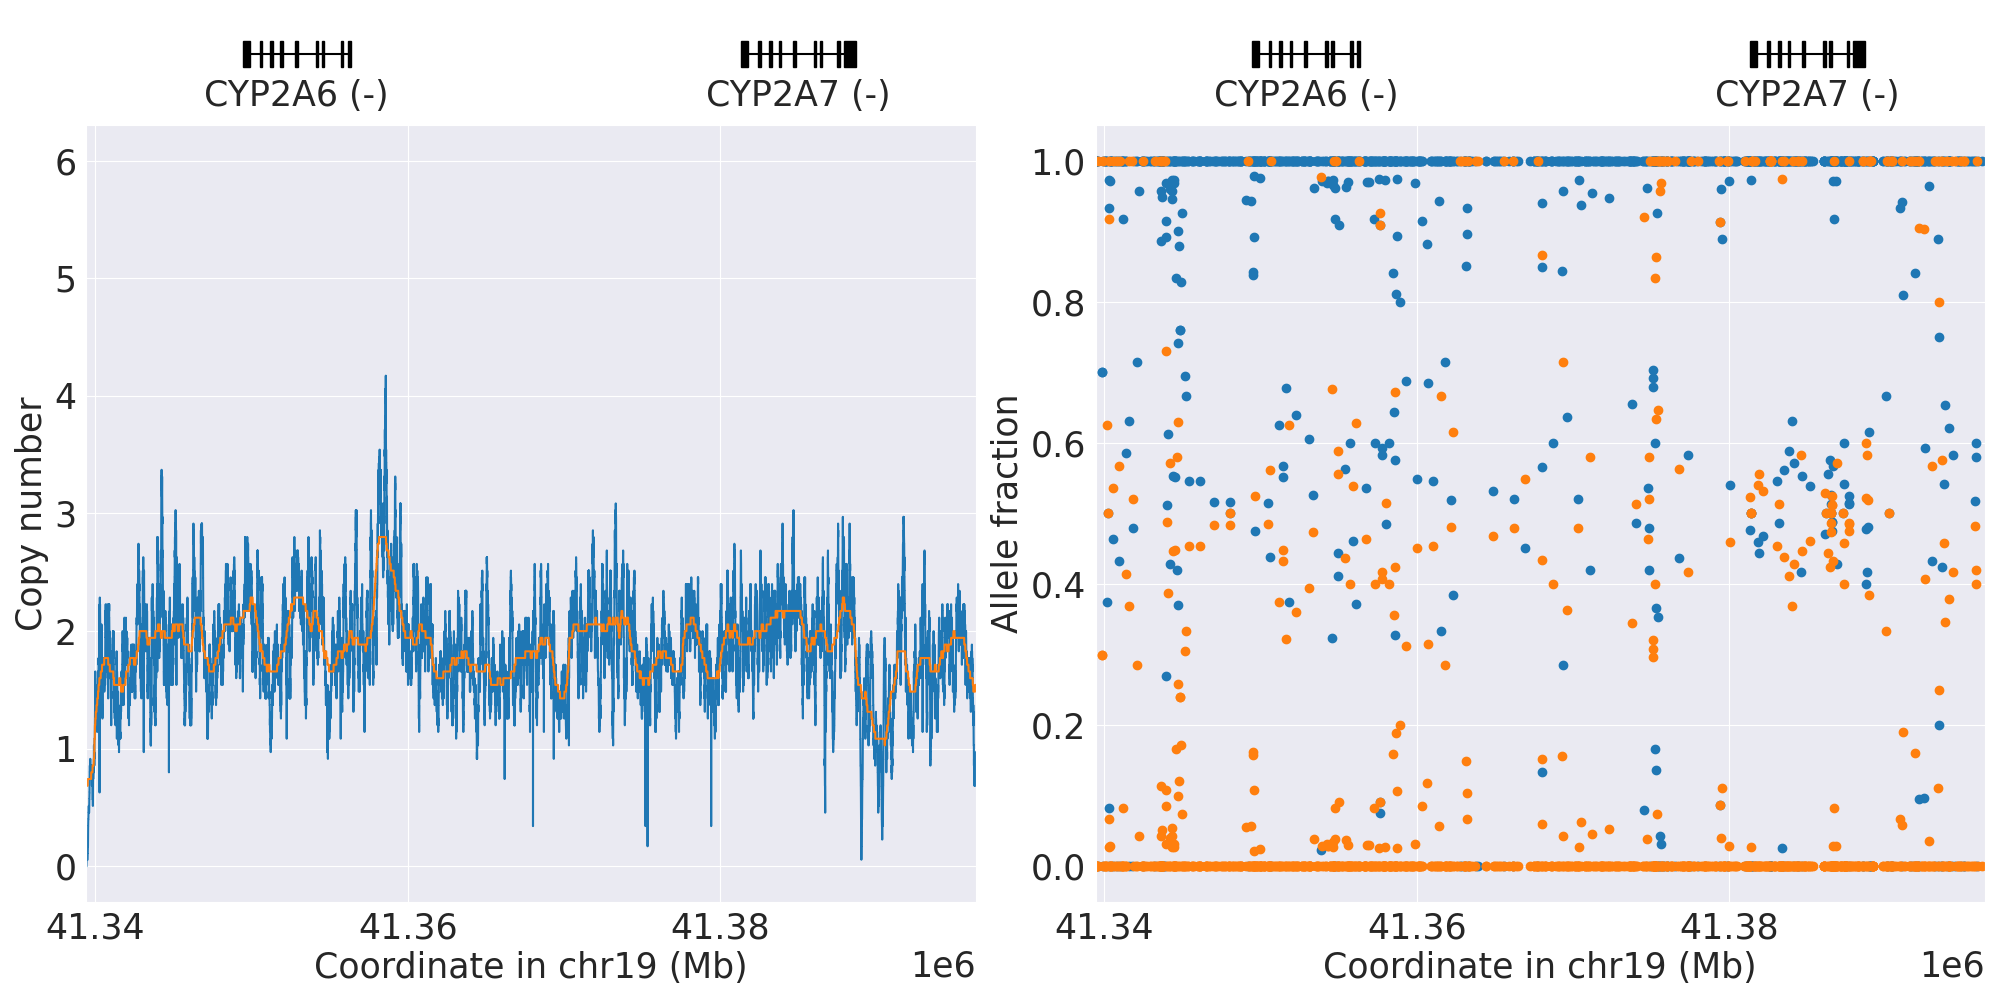 CYP2A6 (-) CYP2A7 (-)
Copy number
6
5
4
3
2
1
0
41.34 41.36 41.38
Coordinate in chr19 (Mb) 1e6
CYP2A6 (-) CYP2A7 (-)
Allele fraction
1.0
0.8
0.6
0.4
0.2
0.0
41.34 41.36 41.38
Coordinate in chr19 (Mb) 1e6